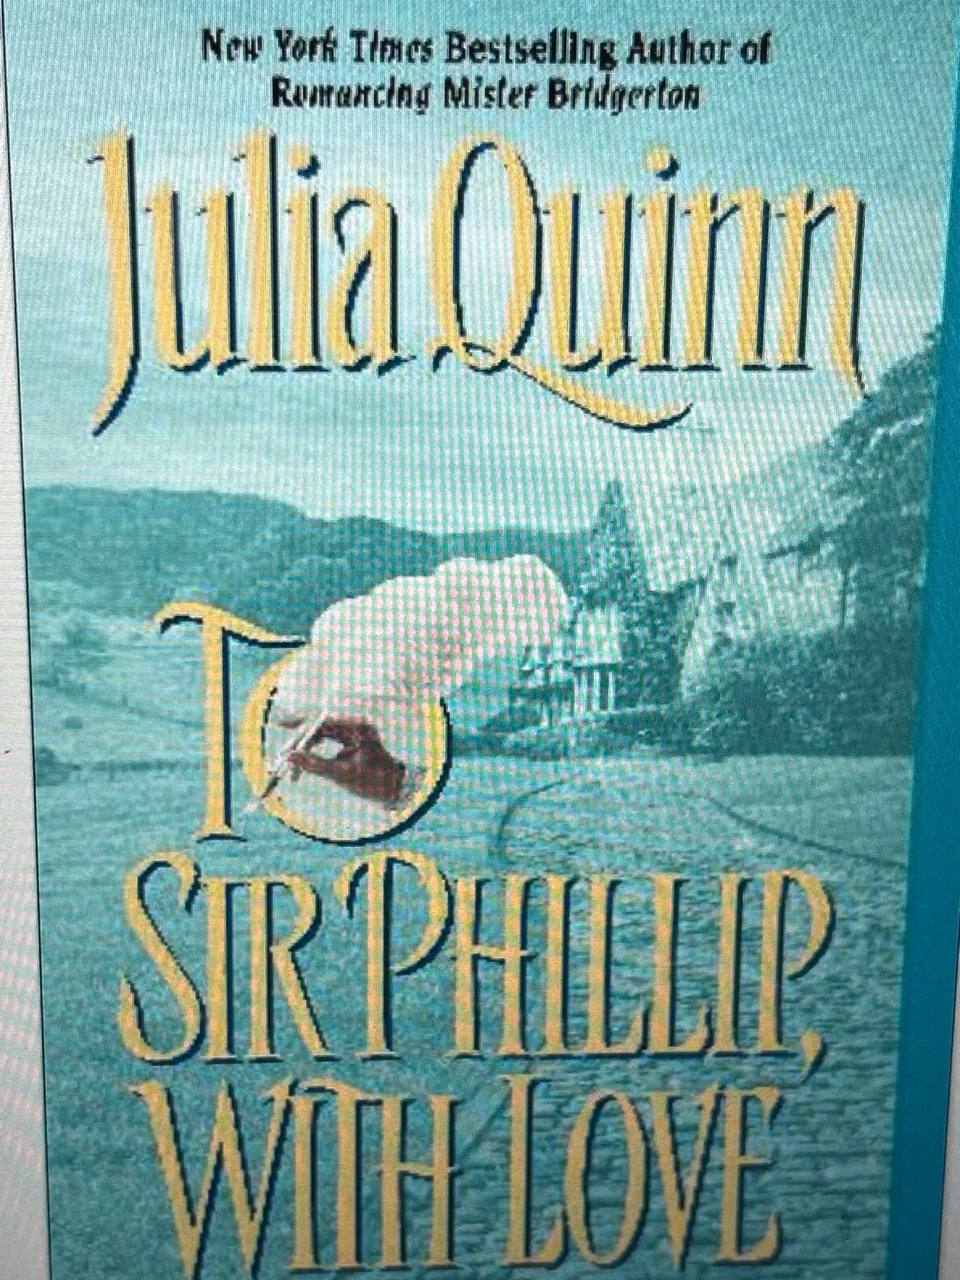 New York Times Bestselling Author of
Romancing Mister Bridgerton
Julia Quinn
To
Sir Phillip,
With Love